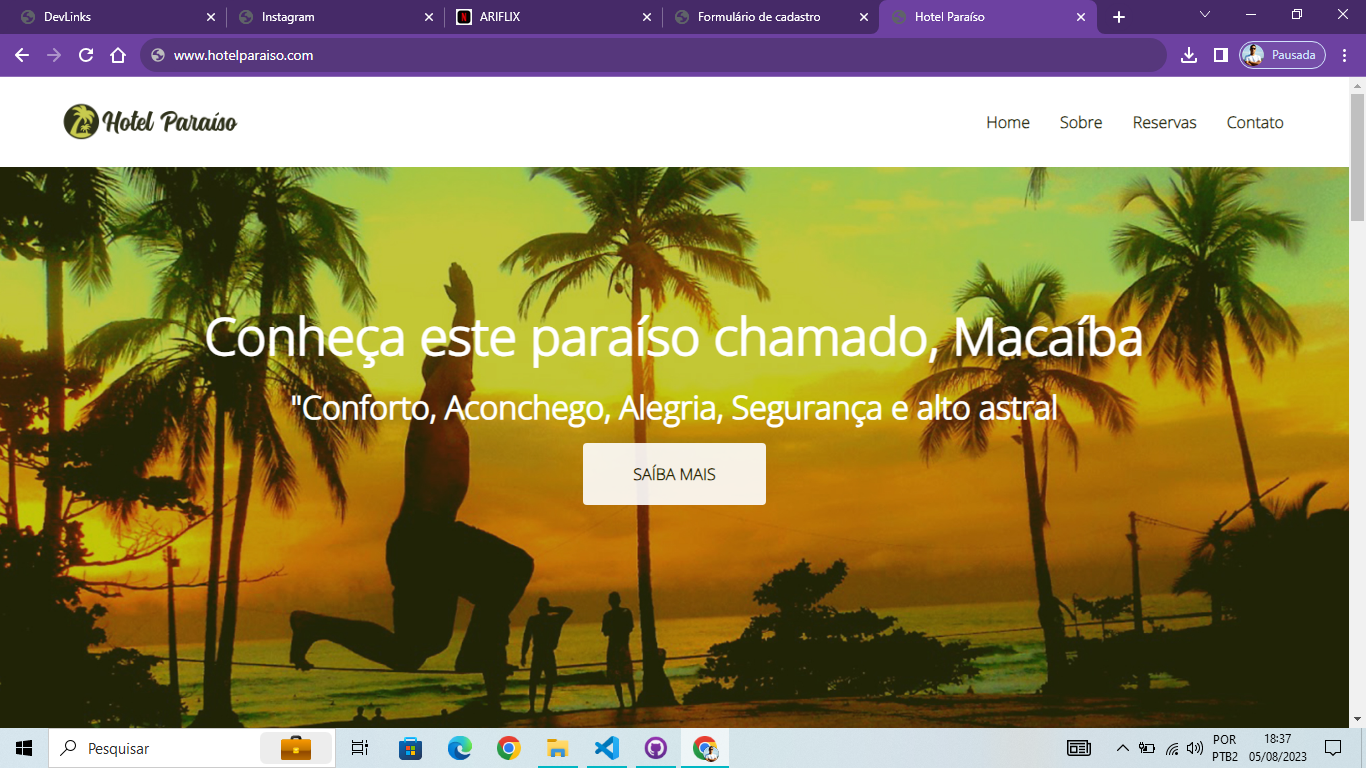 DevLinks
Instagram
ARIFLIX
Formulário de cadastro
Hotel Paraíso
www.hotelparaiso.com
Pausada
Hotel Paraíso
Home Sobre Reservas Contato
Conheça este paraíso chamado, Macaíba
"Conforto, Aconchego, Alegria, Segurança e alto astral
SAÍBA MAIS
Pesquisar
POR
PTB2
18:37
05/08/2023